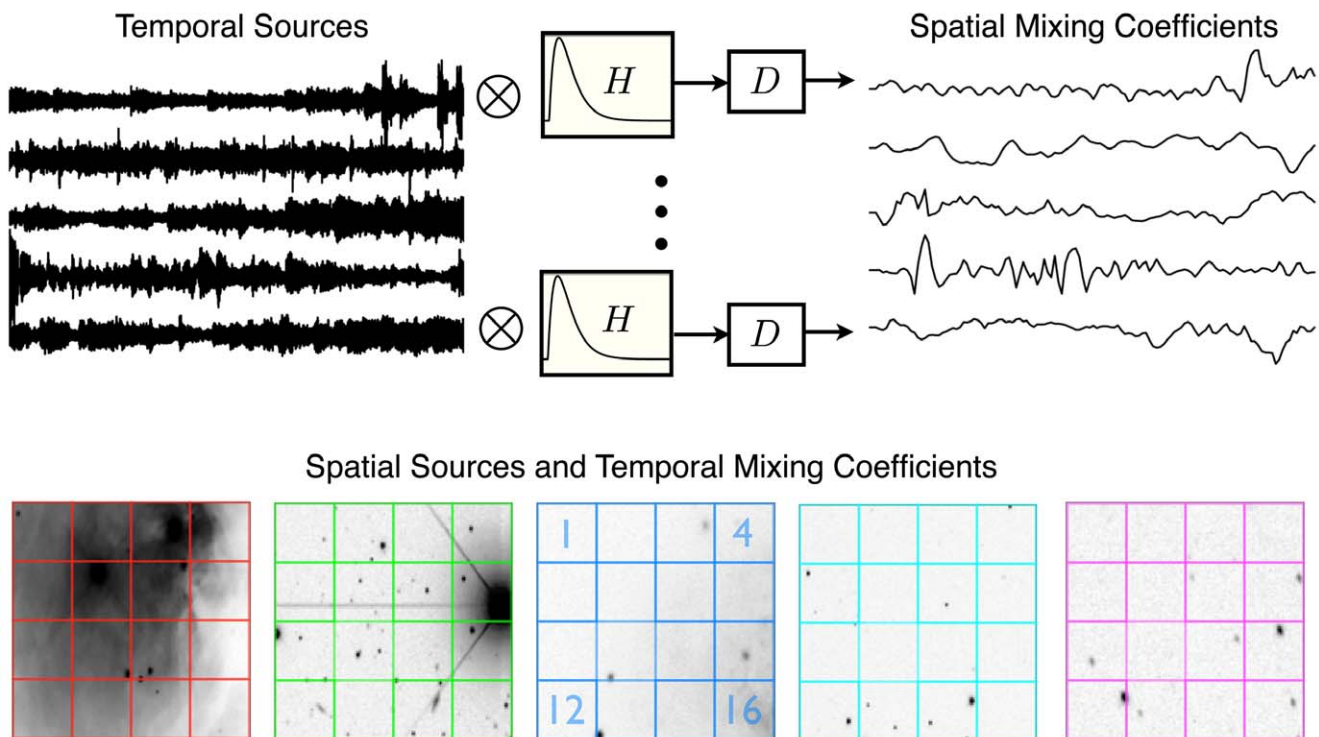 Temporal Sources
Spatial Mixing Coefficients
H
D
H
D
Spatial Sources and Temporal Mixing Coefficients
1
4
12
16